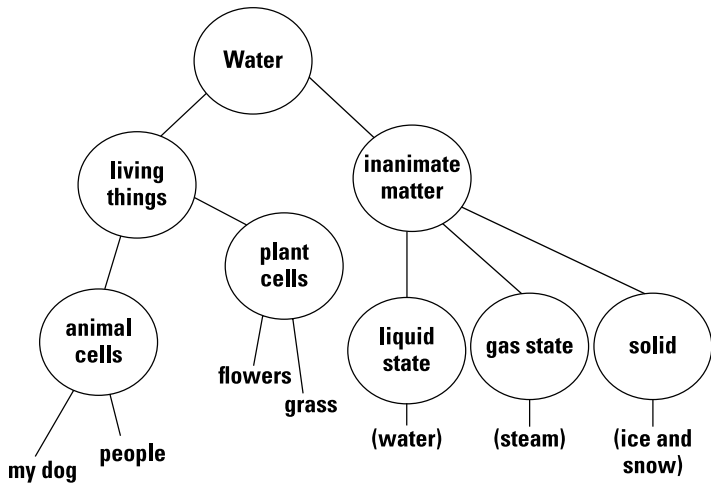 Water
living
things
inanimate
matter
plant
cells
animal
cells
liquid
state
gas state
solid
flowers
grass
my dog
people
(water)
(steam)
(ice and
snow)